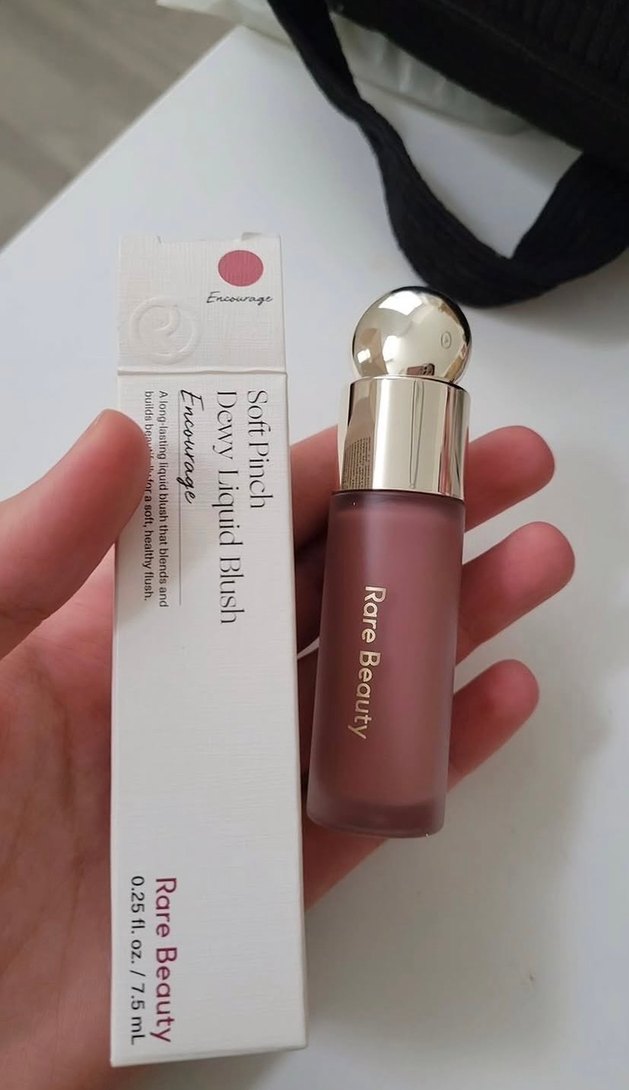 Encourage
Soft Pinch
Dewy Liquid Blush
Encourage
A long-lasting liquid blush that blends and
builds for a soft, healthy flush.
Rare Beauty
0.25 fl. oz. / 7.5 mL
Rare Beauty